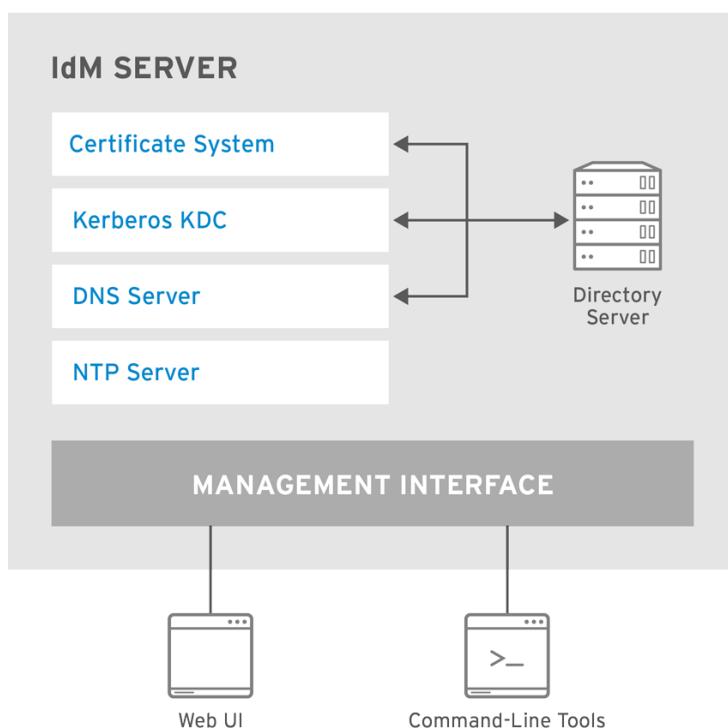 IdM SERVER
Certificate System
Kerberos KDC
DNS Server
NTP Server
Directory
Server
MANAGEMENT INTERFACE
>_
Web UI
Command-Line Tools